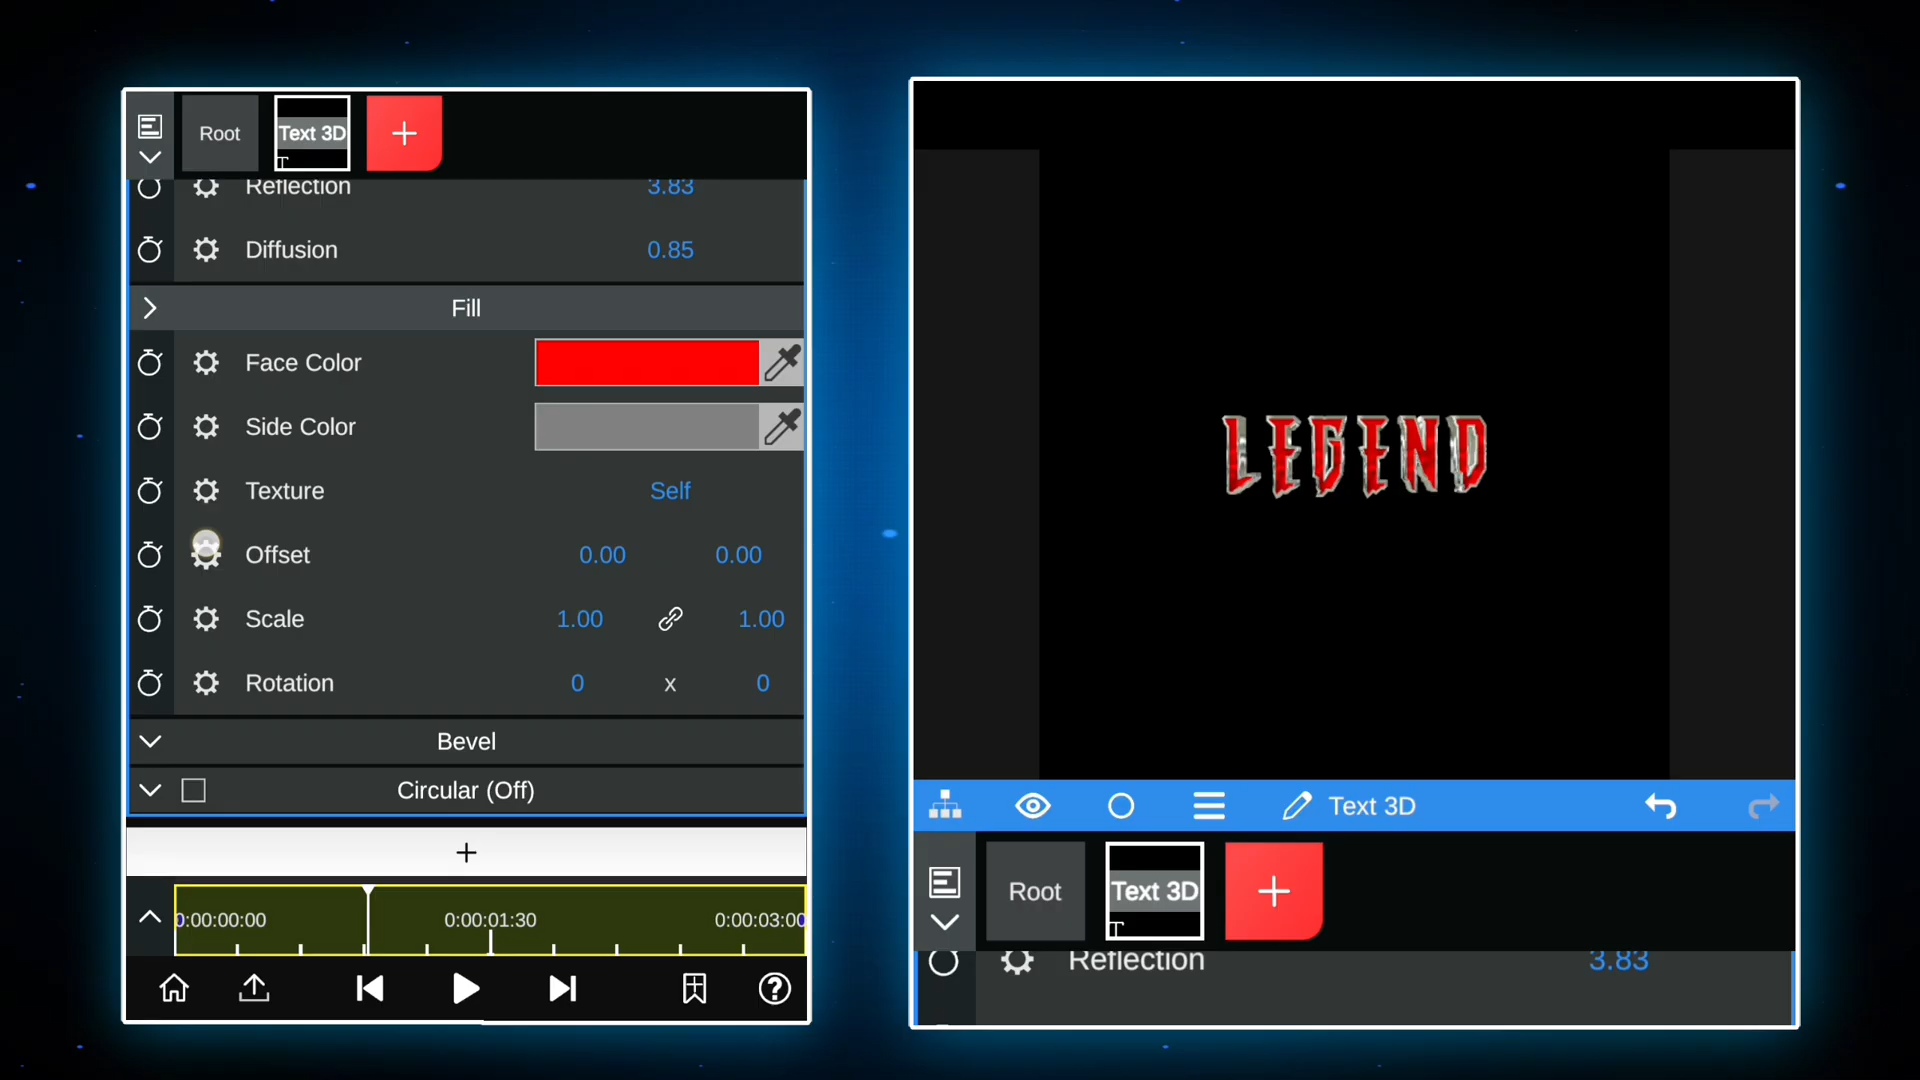 Root
Text 3D
T
+
Reflection 3.83
Diffusion 0.85
Fill
Face Color
Side Color
Texture Self
Offset 0.00 0.00
Scale 1.00 1.00
Rotation 0 x 0
Bevel
Circular (Off)
+
0:00:00:00 0:00:01:30 0:00:03:00
?
LEGEND
Text 3D
Root
Text 3D
T
+
Reflection 3.83